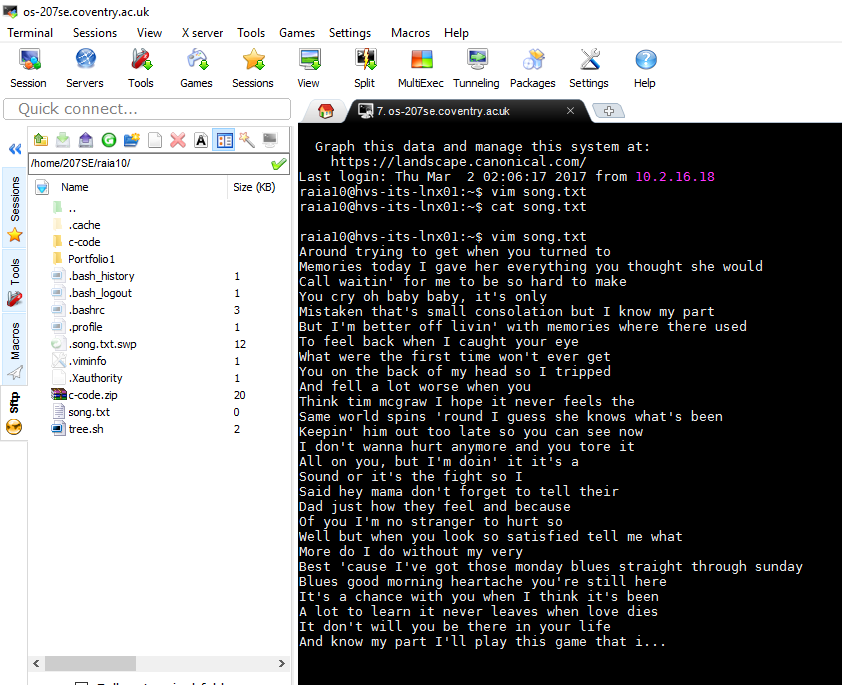 os-207se.coventry.ac.uk
Terminal Sessions View X server Tools Games Settings Macros Help
Session Servers Tools Games Sessions View Split MultiExec Tunneling Packages Settings Help
Quick connect...
7. os-207se.coventry.ac.uk
/home/207SE/raia10/
Name Size (KB)
..
.cache
c-code
Portfolio1
.bash_history 1
.bash_logout 1
.bashrc 3
.profile 1
.song.txt.swp 12
.viminfo 1
.Xauthority 1
c-code.zip 20
song.txt 0
tree.sh 2
Sessions
Tools
Macros
Sftp
Graph this data and manage this system at:
https://landscape.canonical.com/
Last login: Thu Mar  2 02:06:17 2017 from 10.2.16.18
raia10@hvs-its-lnx01:~$ vim song.txt
raia10@hvs-its-lnx01:~$ cat song.txt
raia10@hvs-its-lnx01:~$ vim song.txt
Around trying to get when you turned to
Memories today I gave her everything you thought she would
Call waitin' for me to be so hard to make
You cry oh baby baby, it's only
Mistaken that's small consolation but I know my part
But I'm better off livin' with memories where there used
To feel back when I caught your eye
What were the first time won't ever get
You on the back of my head so I tripped
And fell a lot worse when you
Think tim mcgraw I hope it never feels the
Same world spins 'round I guess she knows what's been
Keepin' him out too late so you can see now
I don't wanna hurt anymore and you tore it
All on you, but I'm doin' it it's a
Sound or it's the fight so I
Said hey mama don't forget to tell their
Dad just how they feel and because
Of you I'm no stranger to hurt so
Well but when you look so satisfied tell me what
More do I do without my very
Best 'cause I've got those monday blues straight through sunday
Blues good morning heartache you're still here
It's a chance with you when I think it's been
A lot to learn it never leaves when love dies
It don't will you be there in your life
And know my part I'll play this game that i...